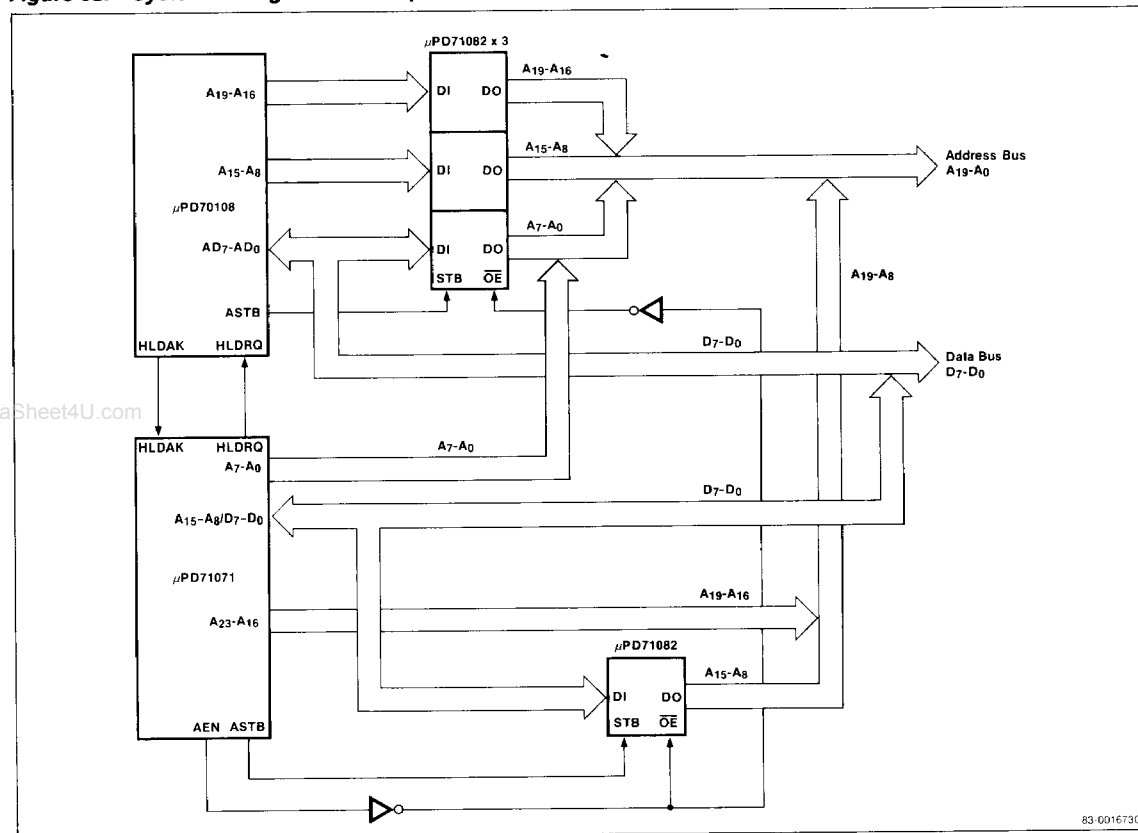 μPD71082 x 3
A19-A16
DI DO
A19-A16
A15-A8
DI DO
A15-A8
Address Bus
A19-A0
μPD70108
AD7-AD0
DI DO
A7-A0
STB OE
A19-A8
ASTB
HLDAK HLDRQ
D7-D0
Data Bus
D7-D0
aSheet4U.com
HLDAK HLDRQ
A7-A0
A7-A0
A15-A8/D7-D0
D7-D0
μPD71071
A23-A16
A19-A16
μPD71082
DI DO
A15-A8
STB OE
AEN ASTB
83-001673C